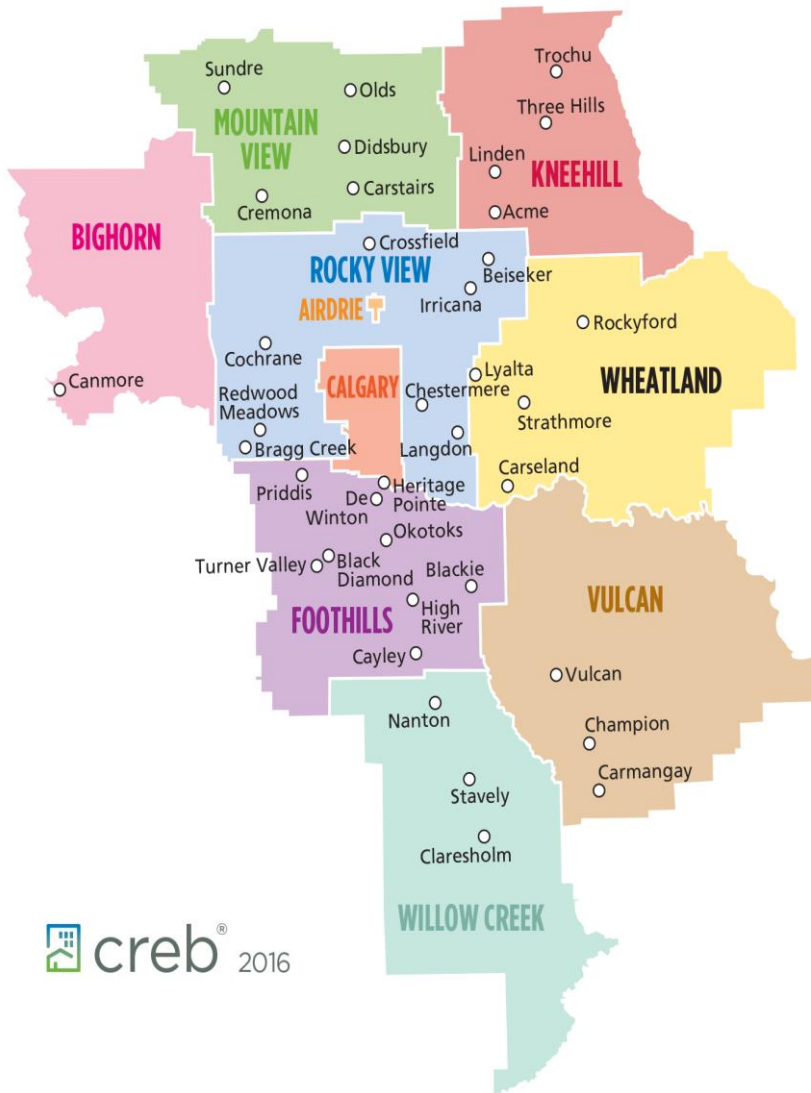 Trochu
Sundre
Olds
Three Hills
MOUNTAIN
VIEW
Didsbury
Linden
KNEEHILL
Carstairs
Cremona
Acme
BIGHORN
Crossfield
ROCKY VIEW
Beiseker
AIRDRIE
Irricana
Rockyford
Cochrane
Lyalta
WHEATLAND
Canmore
CALGARY
Redwood
Meadows
Chestermere
Strathmore
Bragg Creek
Langdon
Carseland
Priddis
Heritage
Pointe
De
Winton
Okotoks
Turner Valley
Black
Diamond
Blackie
VULCAN
FOOTHILLS
High
River
Cayley
Vulcan
Nanton
Champion
Stavely
Carmangay
Claresholm
WILLOW CREEK
creb® 2016